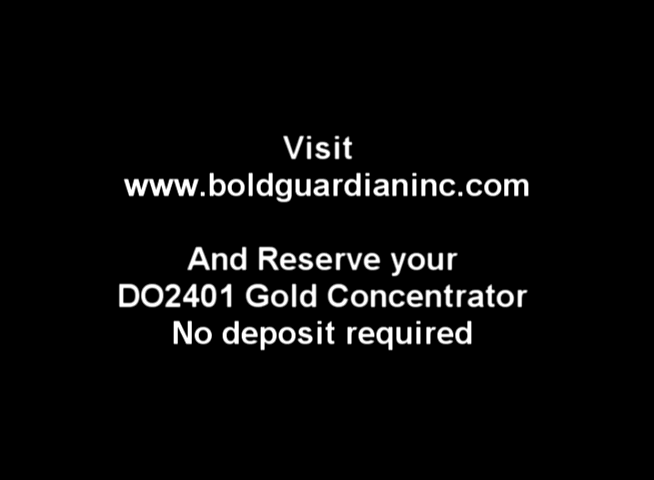 Visit
www.boldguardianinc.com
And Reserve your
DO2401 Gold Concentrator
No deposit required